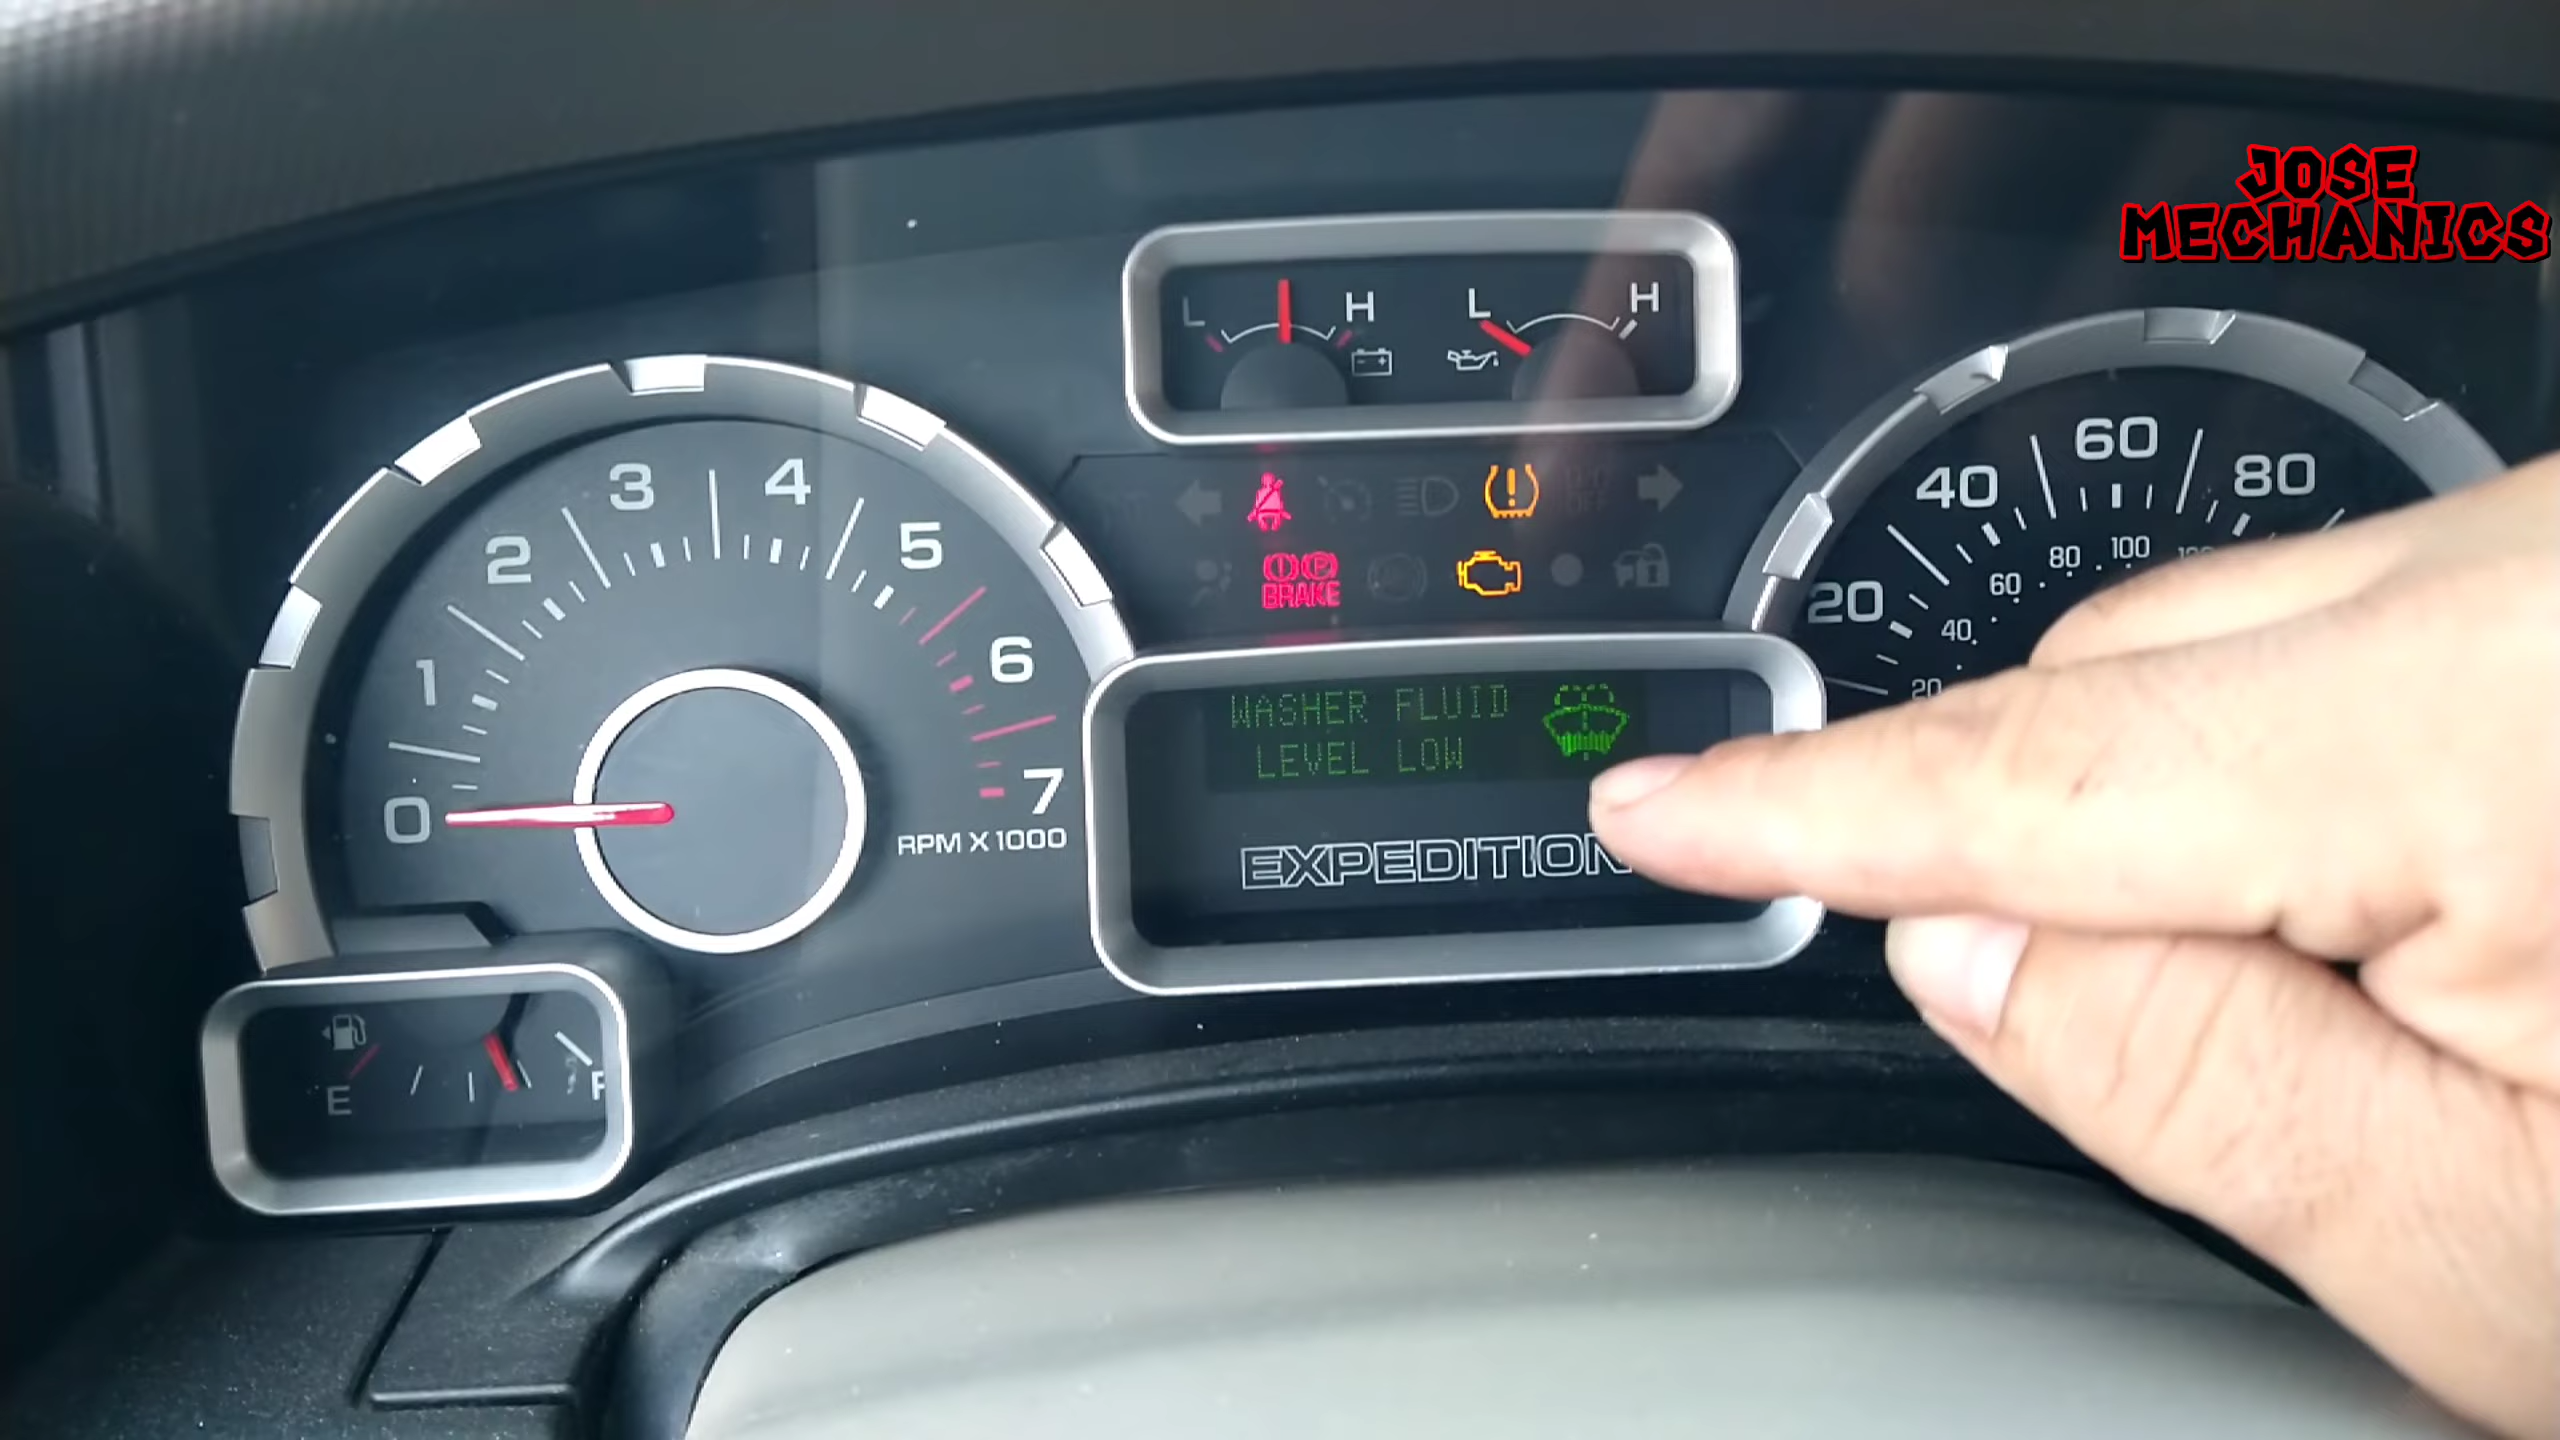 JOSE
MECHANICS
L H L H
3 4
2 5
1 6
0 7
RPM X 1000
BRAKE
WASHER FLUID
LEVEL LOW
EXPEDITION
20 40 60 80
20 40 60 80 100
E F